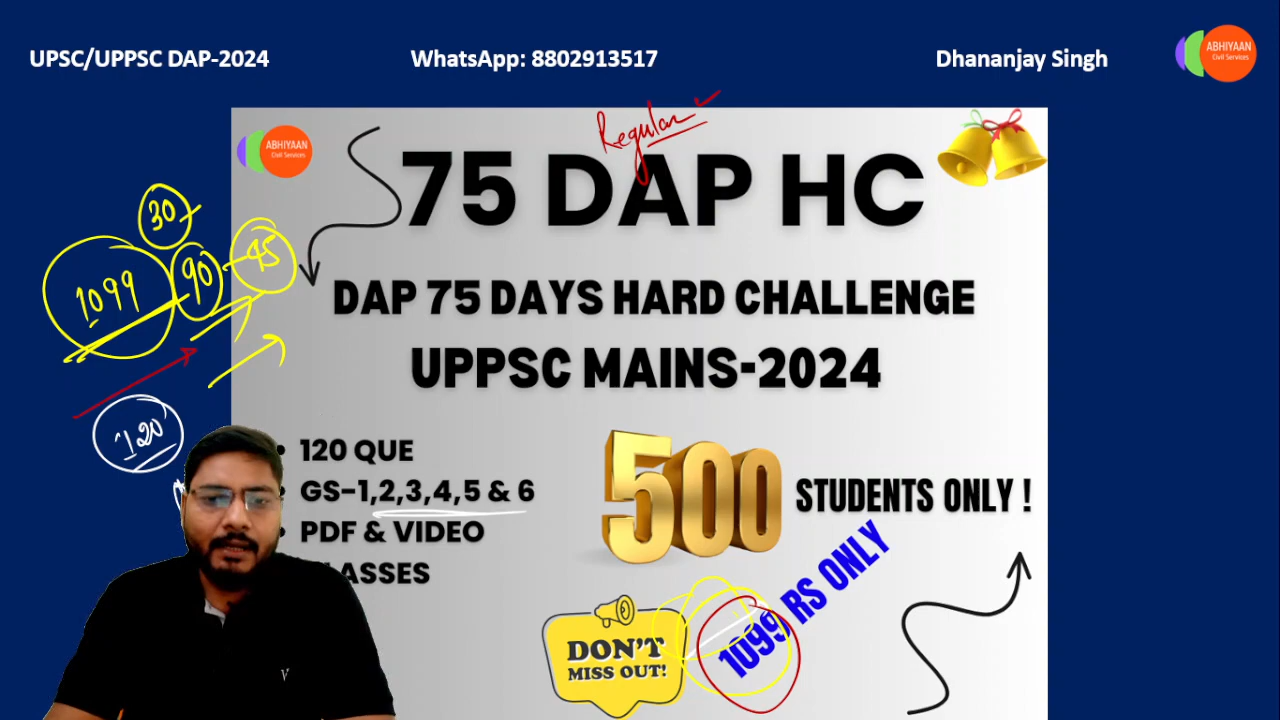 UPSC/UPPSC DAP-2024
WhatsApp: 8802913517
Dhananjay Singh
ABHIYAAN
Civil Services
Regular
ABHIYAAN
Civil Services
75 DAP HC
30
1099
90
45
DAP 75 DAYS HARD CHALLENGE
UPPSC MAINS-2024
120
• 120 QUE
• GS-1,2,3,4,5 & 6
PDF & VIDEO
500
STUDENTS ONLY !
DON'T
MISS OUT!
1099 RS ONLY
V